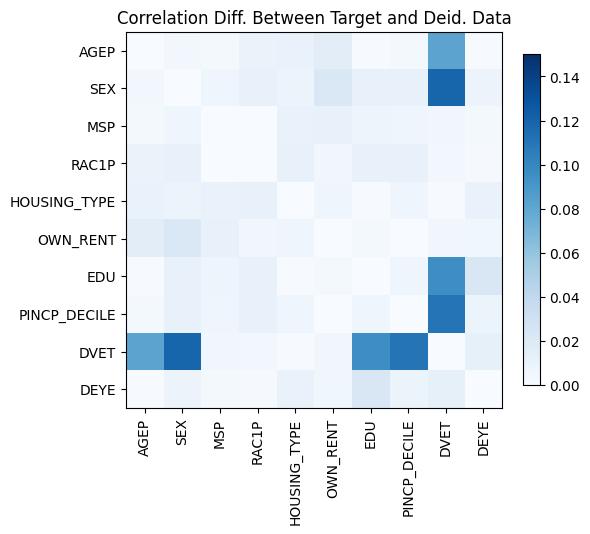 Correlation Diff. Between Target and Deid. Data
AGEP
SEX
MSP
RAC1P
HOUSING_TYPE
OWN_RENT
EDU
PINCP_DECILE
DVET
DEYE
AGEP
SEX
MSP
RAC1P
HOUSING_TYPE
OWN_RENT
EDU
PINCP_DECILE
DVET
DEYE
0.14
0.12
0.10
0.08
0.06
0.04
0.02
0.00